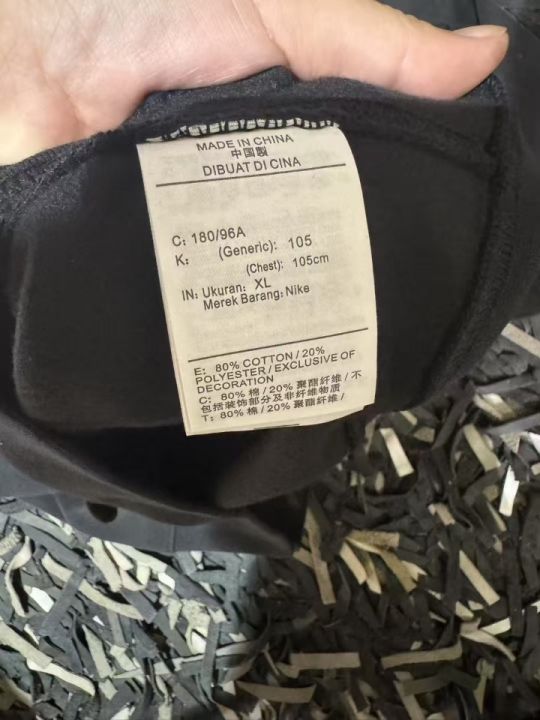 MADE IN CHINA
中国製
DIBUAT DI CINA
C: 180/96A
K: (Generic): 105
(Chest): 105cm
IN: Ukuran: XL
Merek Barang: Nike
E: 80% COTTON / 20%
POLYESTER / EXCLUSIVE OF
DECORATION
C: 80% 棉 / 20% 聚酯纤维 / 不
包括装饰部分及非纤维物质
T: 80% 棉 / 20% 聚酯纖維 /